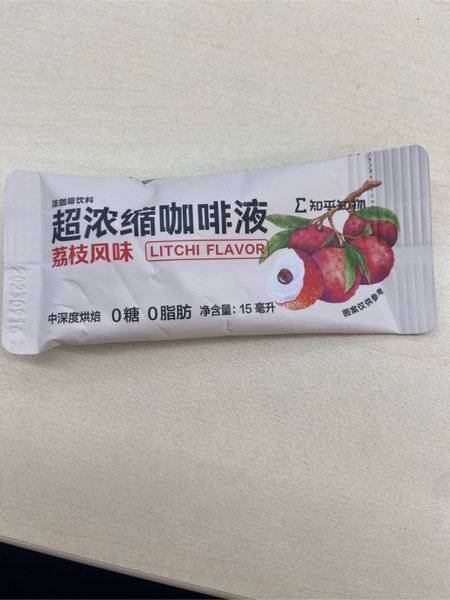 浓咖啡饮料
超浓缩咖啡液
知乎知物
荔枝风味 LITCHI FLAVOR
中深度烘焙 0糖 0脂肪 净含量: 15 毫升
图案仅供参考